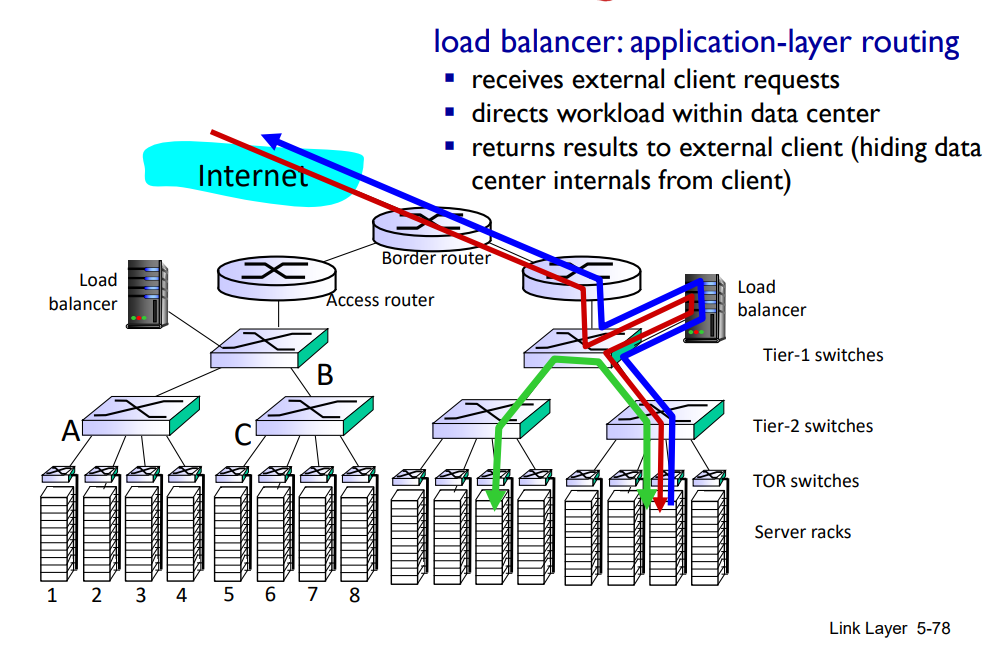 load balancer: application-layer routing
▪ receives external client requests
▪ directs workload within data center
▪ returns results to external client (hiding data
center internals from client)
Internet
Border router
Access router
Load
balancer
Load
balancer
Tier-1 switches
B
A
C
Tier-2 switches
TOR switches
Server racks
1 2 3 4 5 6 7 8
Link Layer 5-78